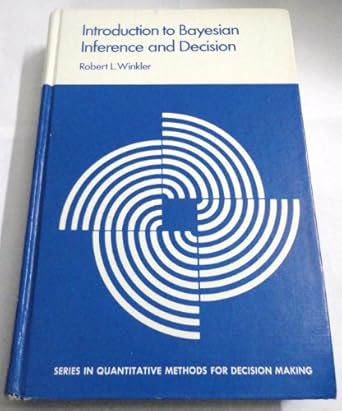 Introduction to Bayesian
Inference and Decision
Robert L. Winkler
SERIES IN QUANTITATIVE METHODS FOR DECISION MAKING